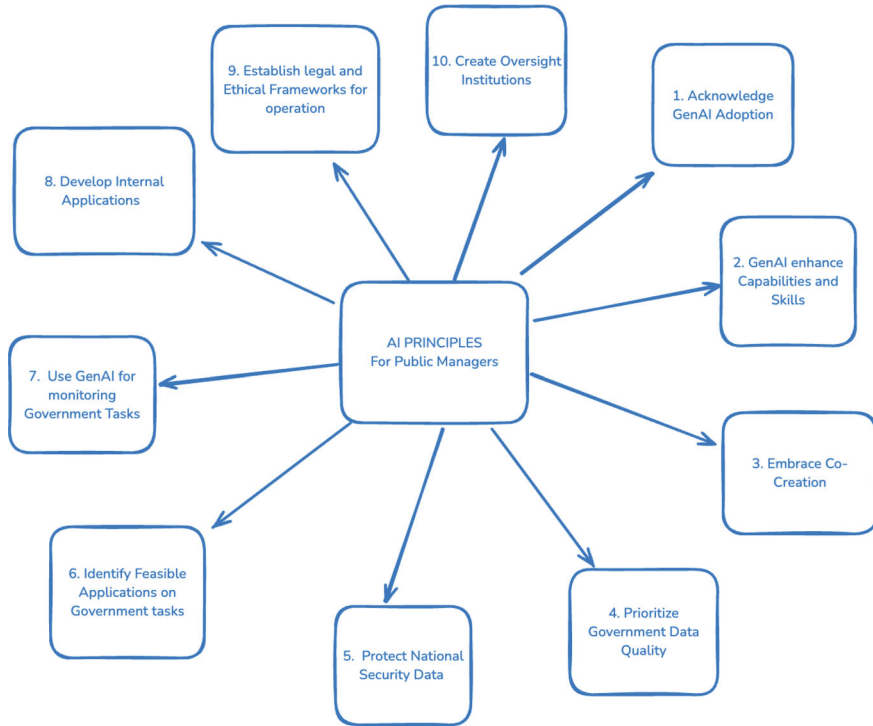 AI PRINCIPLES
For Public Managers
1. Acknowledge
GenAI Adoption
2. GenAI enhance
Capabilities and
Skills
3. Embrace Co-
Creation
4. Prioritize
Government Data
Quality
5. Protect National
Security Data
6. Identify Feasible
Applications on
Government tasks
7. Use GenAI for
monitoring
Government Tasks
8. Develop Internal
Applications
9. Establish legal and
Ethical Frameworks for
operation
10. Create Oversight
Institutions